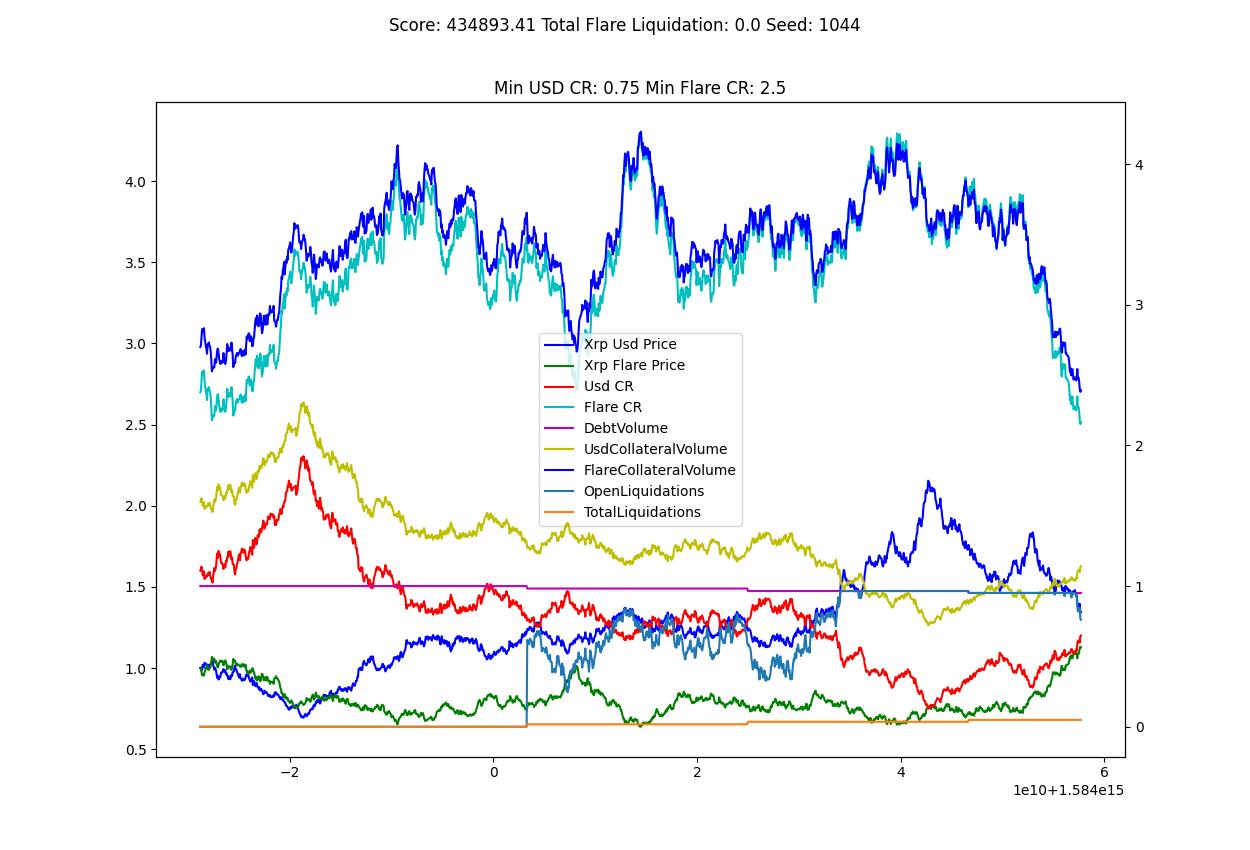 Score: 434893.41 Total Flare Liquidation: 0.0 Seed: 1044
Min USD CR: 0.75 Min Flare CR: 2.5
4.0
3.5
3.0
2.5
2.0
1.5
1.0
0.5
4
3
2
1
0
Xrp Usd Price
Xrp Flare Price
Usd CR
Flare CR
DebtVolume
UsdCollateralVolume
FlareCollateralVolume
OpenLiquidations
TotalLiquidations
−2 0 2 4 6
1e10+1.584e15